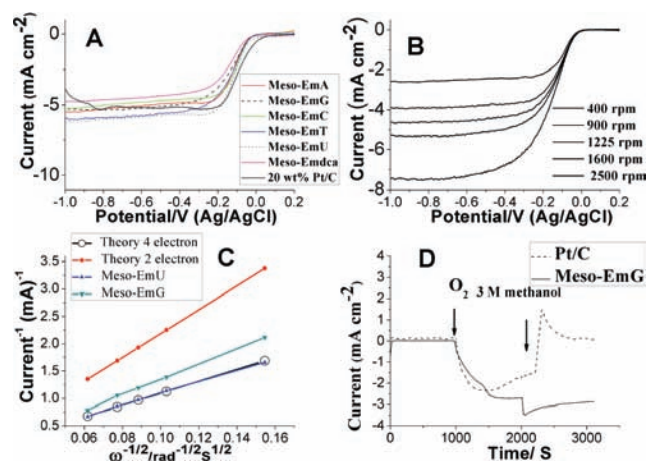 A
0
-5
-10
Current (mA cm-2)
-1.0 -0.8 -0.6 -0.4 -0.2 0.0 0.2
Potential/V (Ag/AgCl)
Meso-EmA
Meso-EmG
Meso-EmC
Meso-EmT
Meso-EmU
Meso-Emdca
20 wt% Pt/C
B
0
-2
-4
-6
-8
Current (mA cm-2)
400 rpm
900 rpm
1225 rpm
1600 rpm
2500 rpm
-1.0 -0.8 -0.6 -0.4 -0.2 0.0 0.2
Potential/V (Ag/AgCl)
C
Theory 4 electron
Theory 2 electron
Meso-EmU
Meso-EmG
3.5
3.0
2.5
2.0
1.5
1.0
0.5
Current-1 (mA)-1
0.06 0.08 0.10 0.12 0.14 0.16
ω-1/2/rad-1/2S1/2
D
Pt/C
Meso-EmG
O2 3 M methanol
2
1
0
-1
-2
-3
-4
Current (mA cm-2)
0 1000 2000 3000
Time/ S